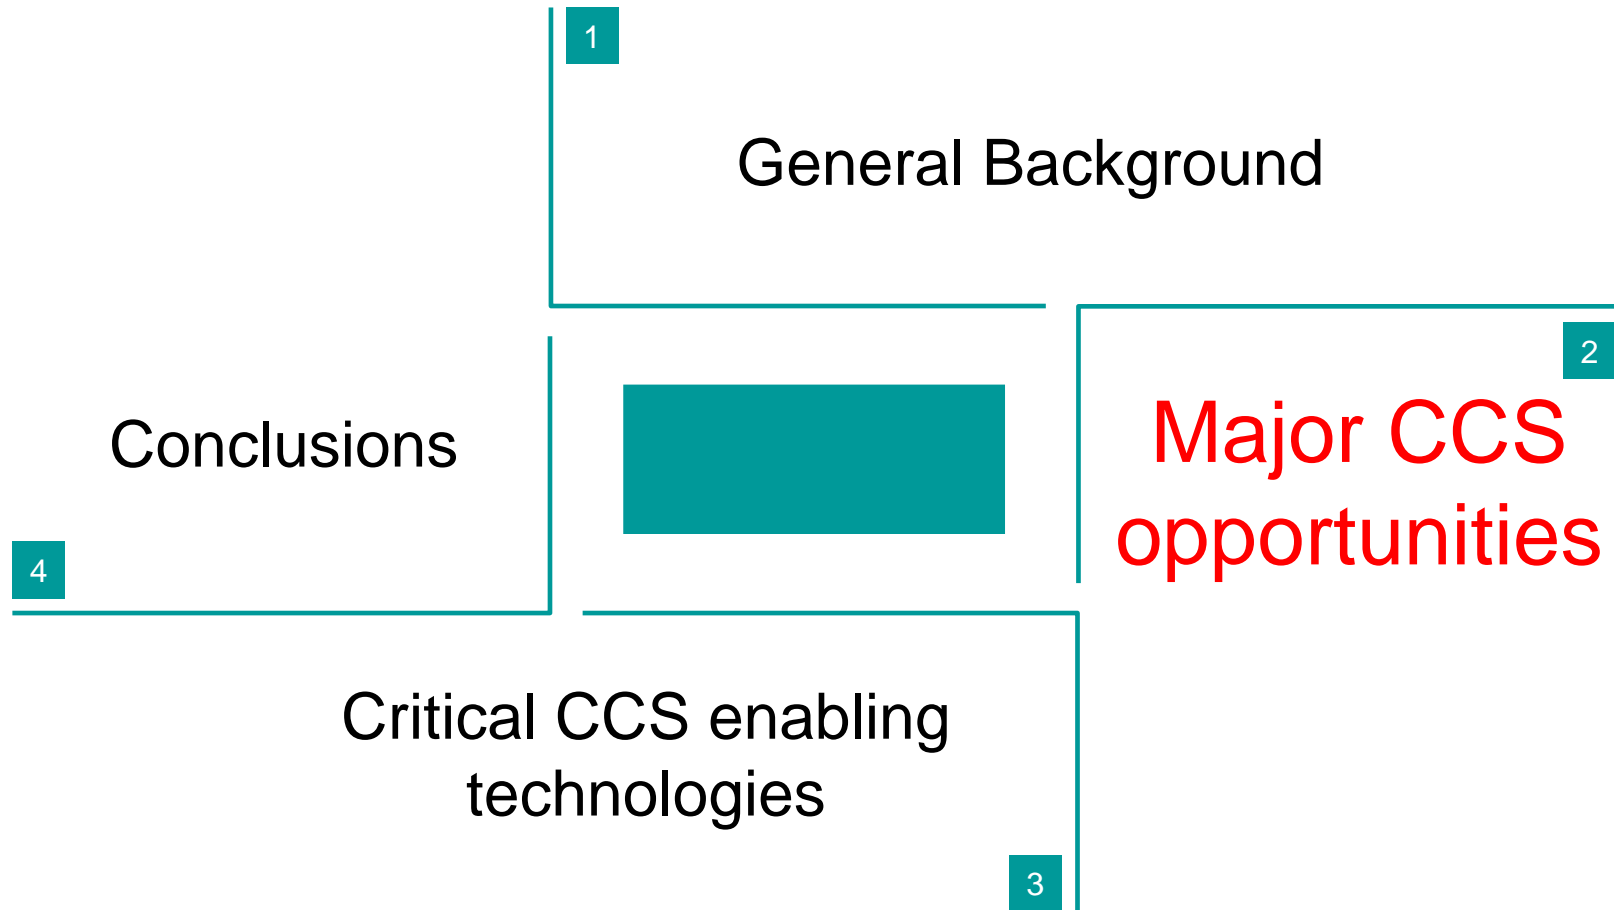 1
General Background
2
Major CCS
opportunities
Conclusions
4
Critical CCS enabling
technologies
3